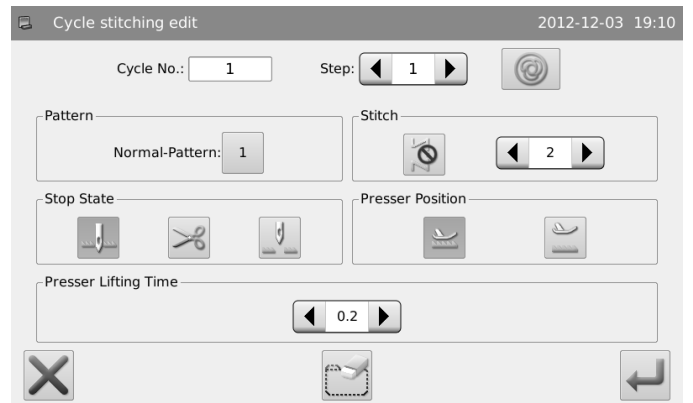 Cycle stitching edit 2012-12-03 19:10
Cycle No.: 1 Step: 1
Pattern Stitch
Normal-Pattern: 1 2
Stop State Presser Position
Presser Lifting Time
0.2